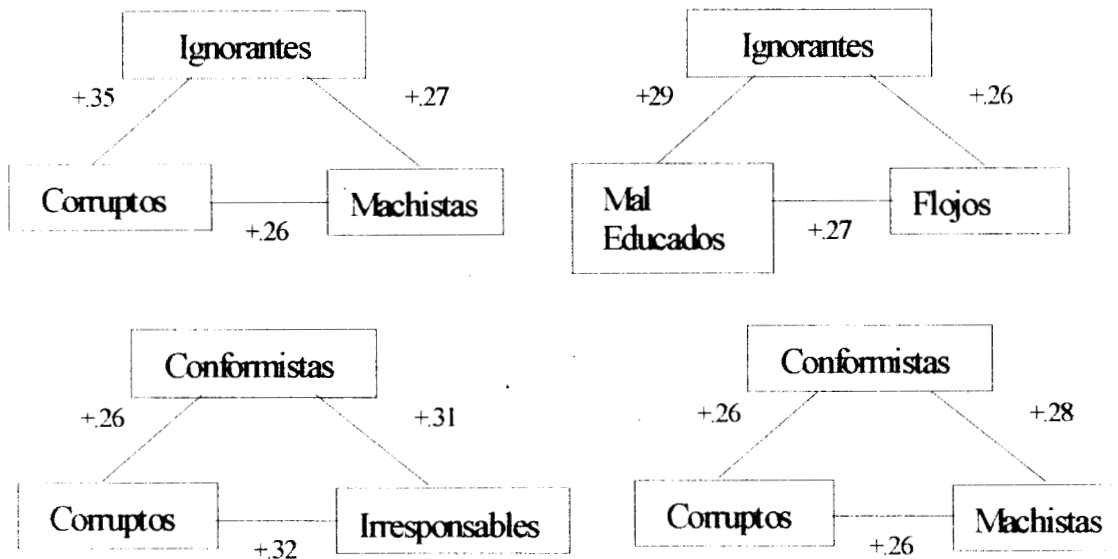 Ignorantes
Ignorantes
+.35
+.27
+29
+.26
Corruptos
Machistas
Mal
Educados
Flojos
+.26
+.27
Conformistas
Conformistas
+.26
+.31
+.26
+.28
Corruptos
Irresponsables
Corruptos
Machistas
+.32
+.26